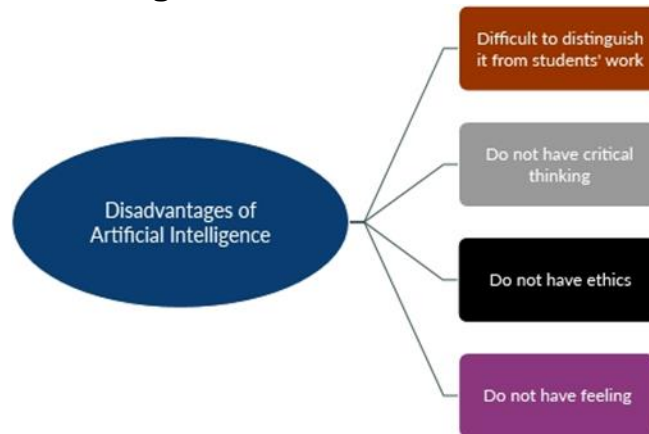 Disadvantages of
Artificial Intelligence
Difficult to distinguish
it from students' work
Do not have critical
thinking
Do not have ethics
Do not have feeling